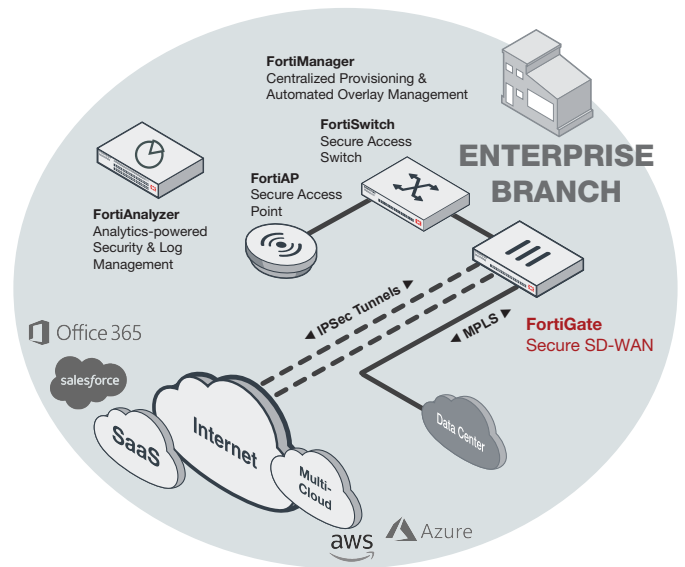 FortiManager
Centralized Provisioning &
Automated Overlay Management
FortiSwitch
Secure Access
Switch
ENTERPRISE
BRANCH
FortiAP
Secure Access
Point
FortiAnalyzer
Analytics-powered
Security & Log
Management
◄ IPSec Tunnels ►
◄ MPLS ►
FortiGate
Secure SD-WAN
Office 365
salesforce
SaaS
Internet
Multi-
Cloud
Data Center
aws
Azure